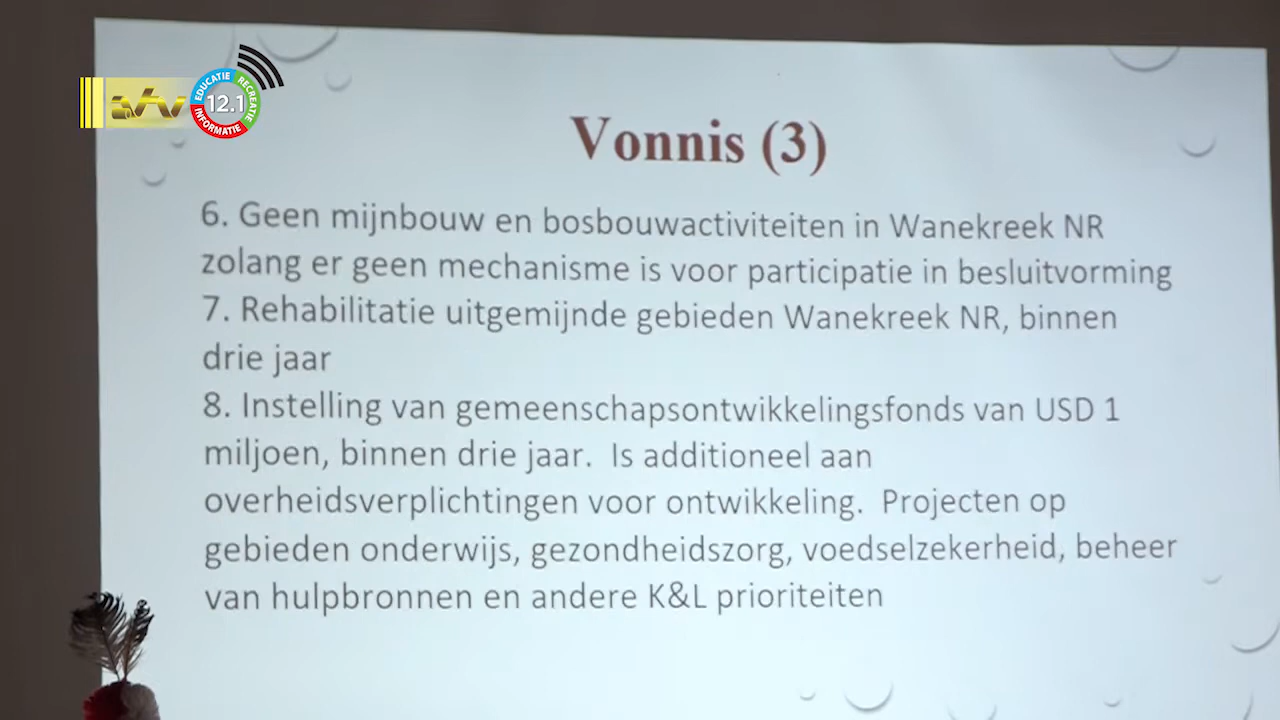 atv
EDUCATIE
RECREATIE
INFORMATIE
12.1
Vonnis (3)
6. Geen mijnbouw en bosbouwactiviteiten in Wanekreek NR
zolang er geen mechanisme is voor participatie in besluitvorming
7. Rehabilitatie uitgemijnde gebieden Wanekreek NR, binnen
drie jaar
8. Instelling van gemeenschapsontwikkelingsfonds van USD 1
miljoen, binnen drie jaar. Is additioneel aan
overheidsverplichtingen voor ontwikkeling. Projecten op
gebieden onderwijs, gezondheidszorg, voedselzekerheid, beheer
van hulpbronnen en andere K&L prioriteiten